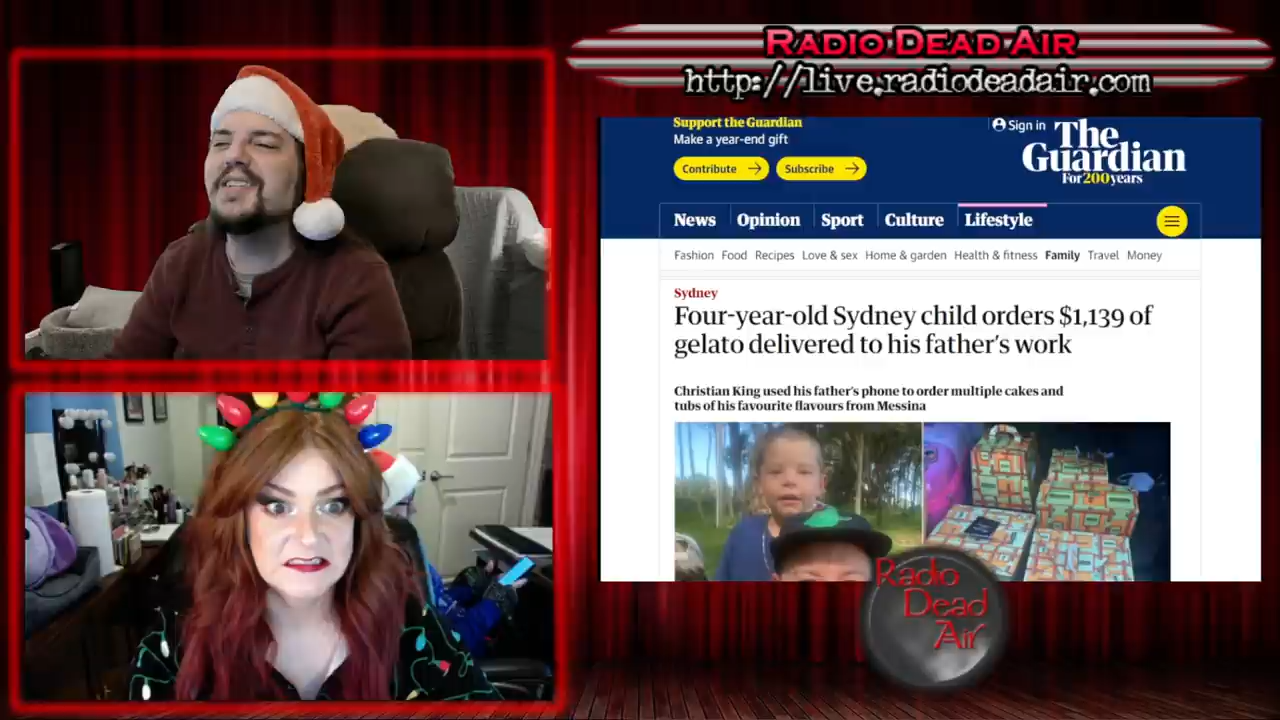 Radio Dead Air
http://live.radiodeadair.com
Support the Guardian
Make a year-end gift
Contribute
Subscribe
Sign in
The
Guardian
For 200 years
News
Opinion
Sport
Culture
Lifestyle
Fashion
Food
Recipes
Love & sex
Home & garden
Health & fitness
Family
Travel
Money
Sydney
Four-year-old Sydney child orders $1,139 of
gelato delivered to his father's work
Christian King used his father's phone to order multiple cakes and
tubs of his favourite flavours from Messina
Radio
Dead
Air